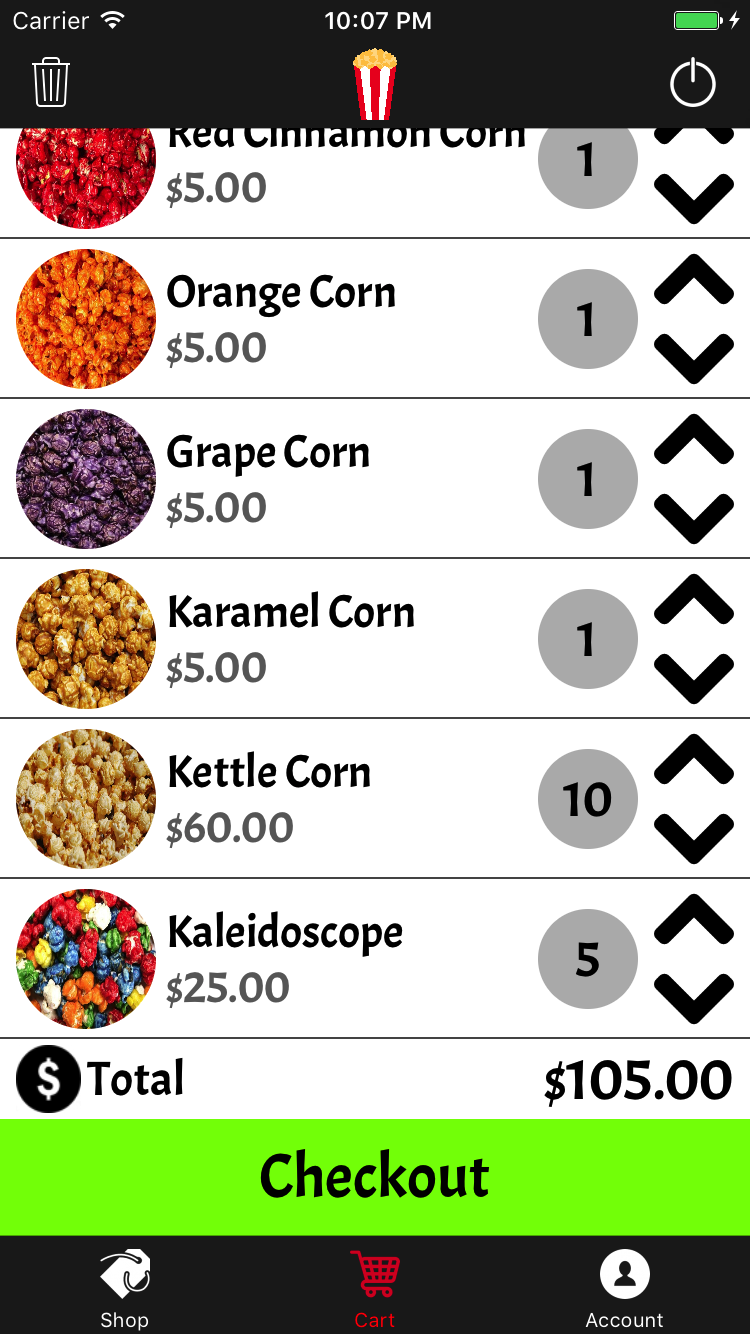 Carrier 10:07 PM
Red Cinnamon Corn
$5.00
1
Orange Corn
$5.00
1
Grape Corn
$5.00
1
Karamel Corn
$5.00
1
Kettle Corn
$60.00
10
Kaleidoscope
$25.00
5
$ Total $105.00
Checkout
Shop Cart Account